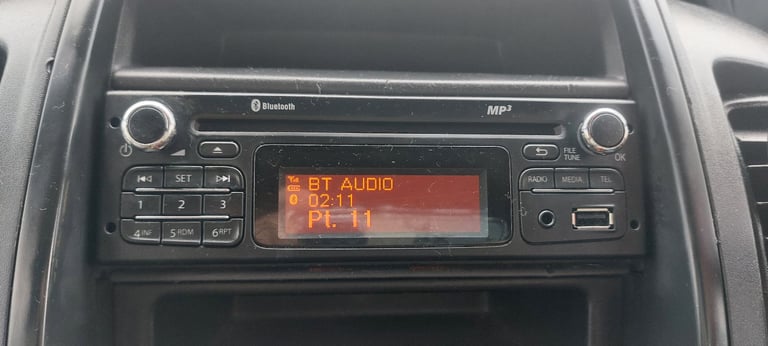 Bluetooth
MP3
FILE
TUNE
OK
SET
RADIO
MEDIA
TEL
1
2
3
4 INF
5 RDM
6 RPT
BT AUDIO
02:11
Pt. 11